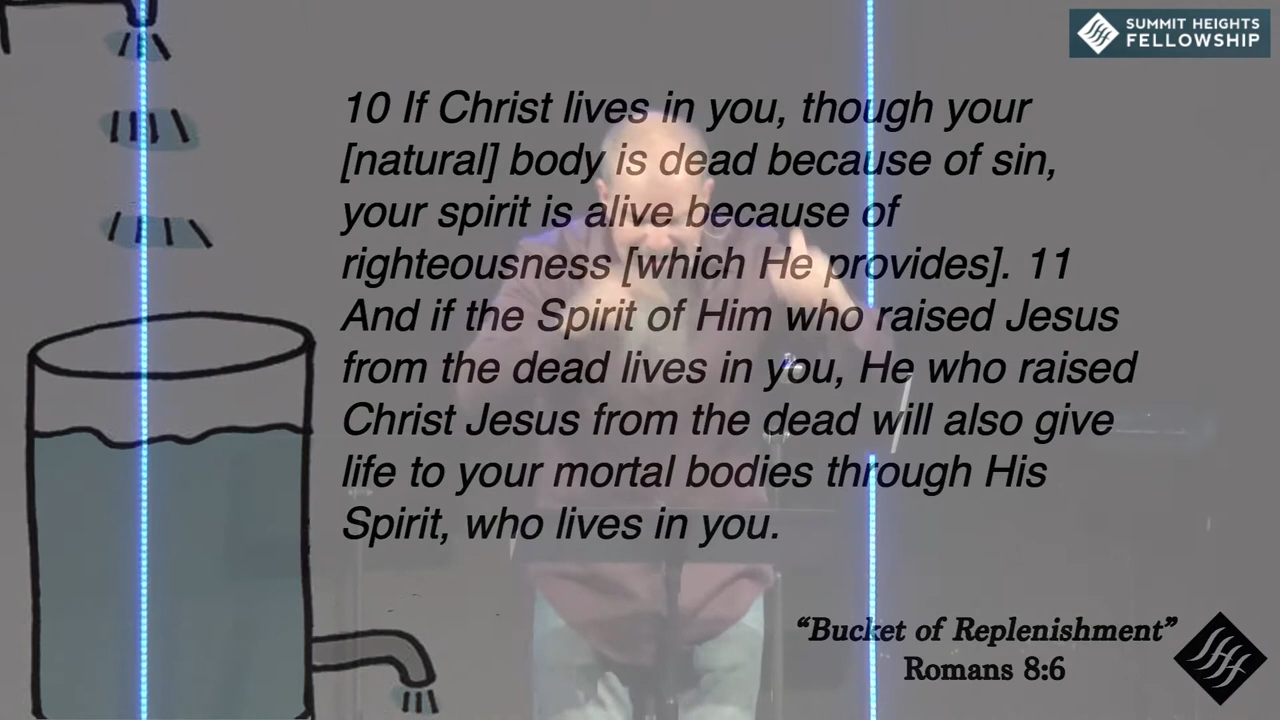 SUMMIT HEIGHTS
FELLOWSHIP
10 If Christ lives in you, though your
[natural] body is dead because of sin,
your spirit is alive because of
righteousness [which He provides]. 11
And if the Spirit of Him who raised Jesus
from the dead lives in you, He who raised
Christ Jesus from the dead will also give
life to your mortal bodies through His
Spirit, who lives in you.
“Bucket of Replenishment”
Romans 8:6